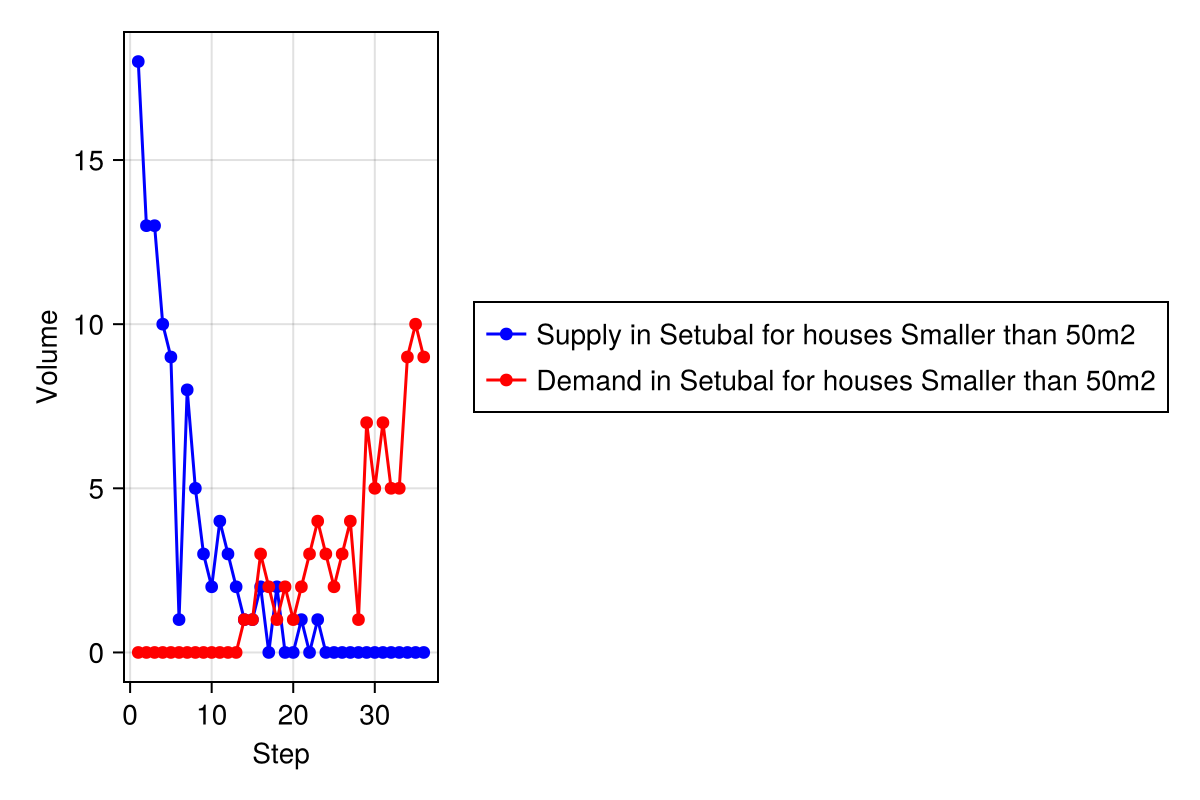 Volume
15
10
5
0
0 10 20 30
Step
Supply in Setubal for houses Smaller than 50m2
Demand in Setubal for houses Smaller than 50m2